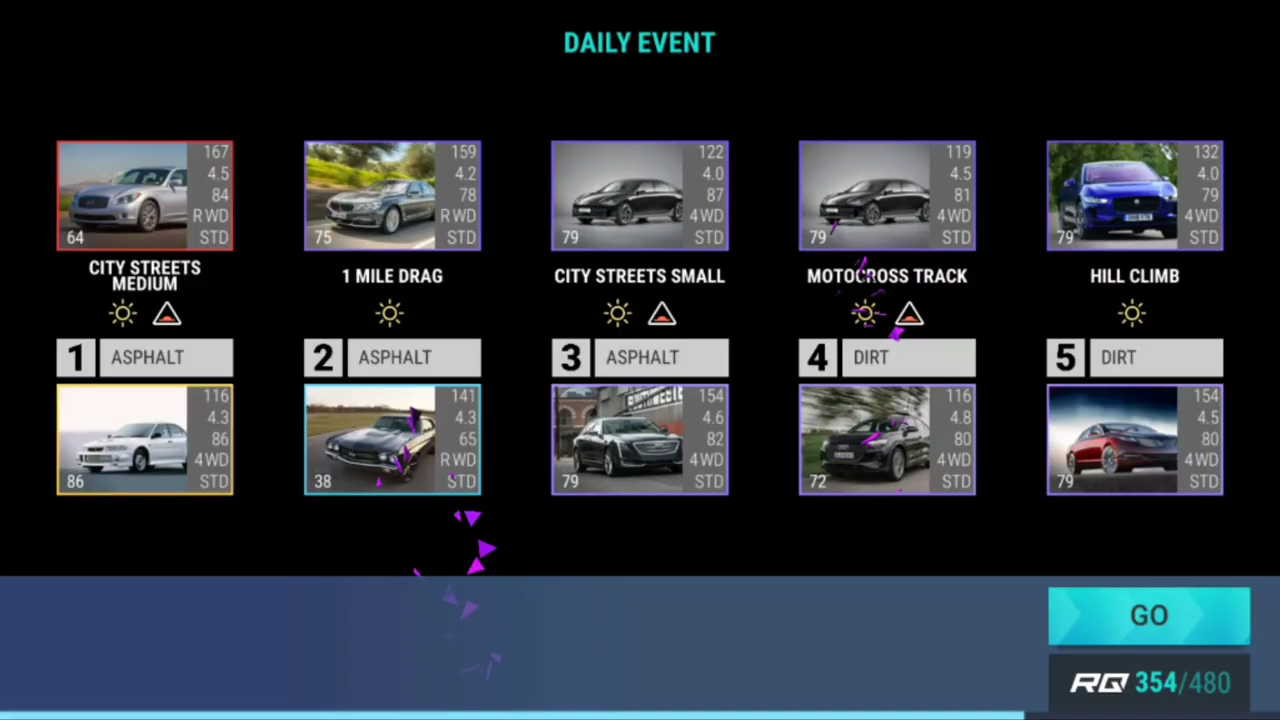 DAILY EVENT
167
4.5
84
RWD
STD
64
159
4.2
78
RWD
STD
75
122
4.0
87
4WD
STD
79
119
4.5
81
4WD
STD
79
132
4.0
79
4WD
STD
79
CITY STREETS
MEDIUM
1 MILE DRAG
CITY STREETS SMALL
MOTOCROSS TRACK
HILL CLIMB
1 ASPHALT
2 ASPHALT
3 ASPHALT
4 DIRT
5 DIRT
116
4.3
86
4WD
STD
86
141
4.3
65
RWD
STD
38
154
4.6
82
4WD
STD
79
116
4.8
80
4WD
STD
72
154
4.5
80
4WD
STD
79
GO
RQ 354/480